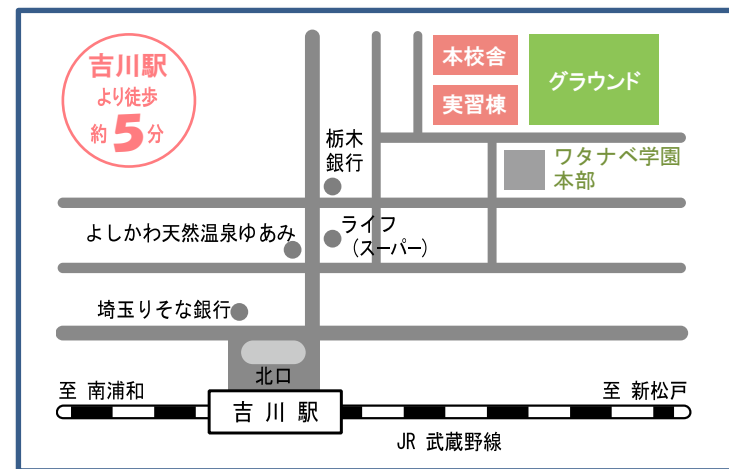 吉川駅
より徒歩
約5分
本校舎
実習棟
グラウンド
ワタナベ学園
本部
栃木
銀行
よしかわ天然温泉ゆあみ
ライフ
(スーパー)
埼玉りそな銀行
北口
至 南浦和
至 新松戸
吉川駅
JR 武蔵野線